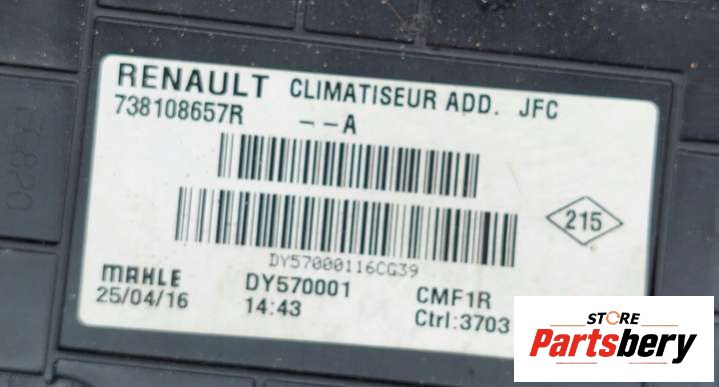 RENAULT CLIMATISEUR ADD. JFC
738108657R --A
215
DY57000116CG39
MAHLE DY570001 CMF1R
25/04/16 14:43 Ctrl:3703
STORE
Partsbery